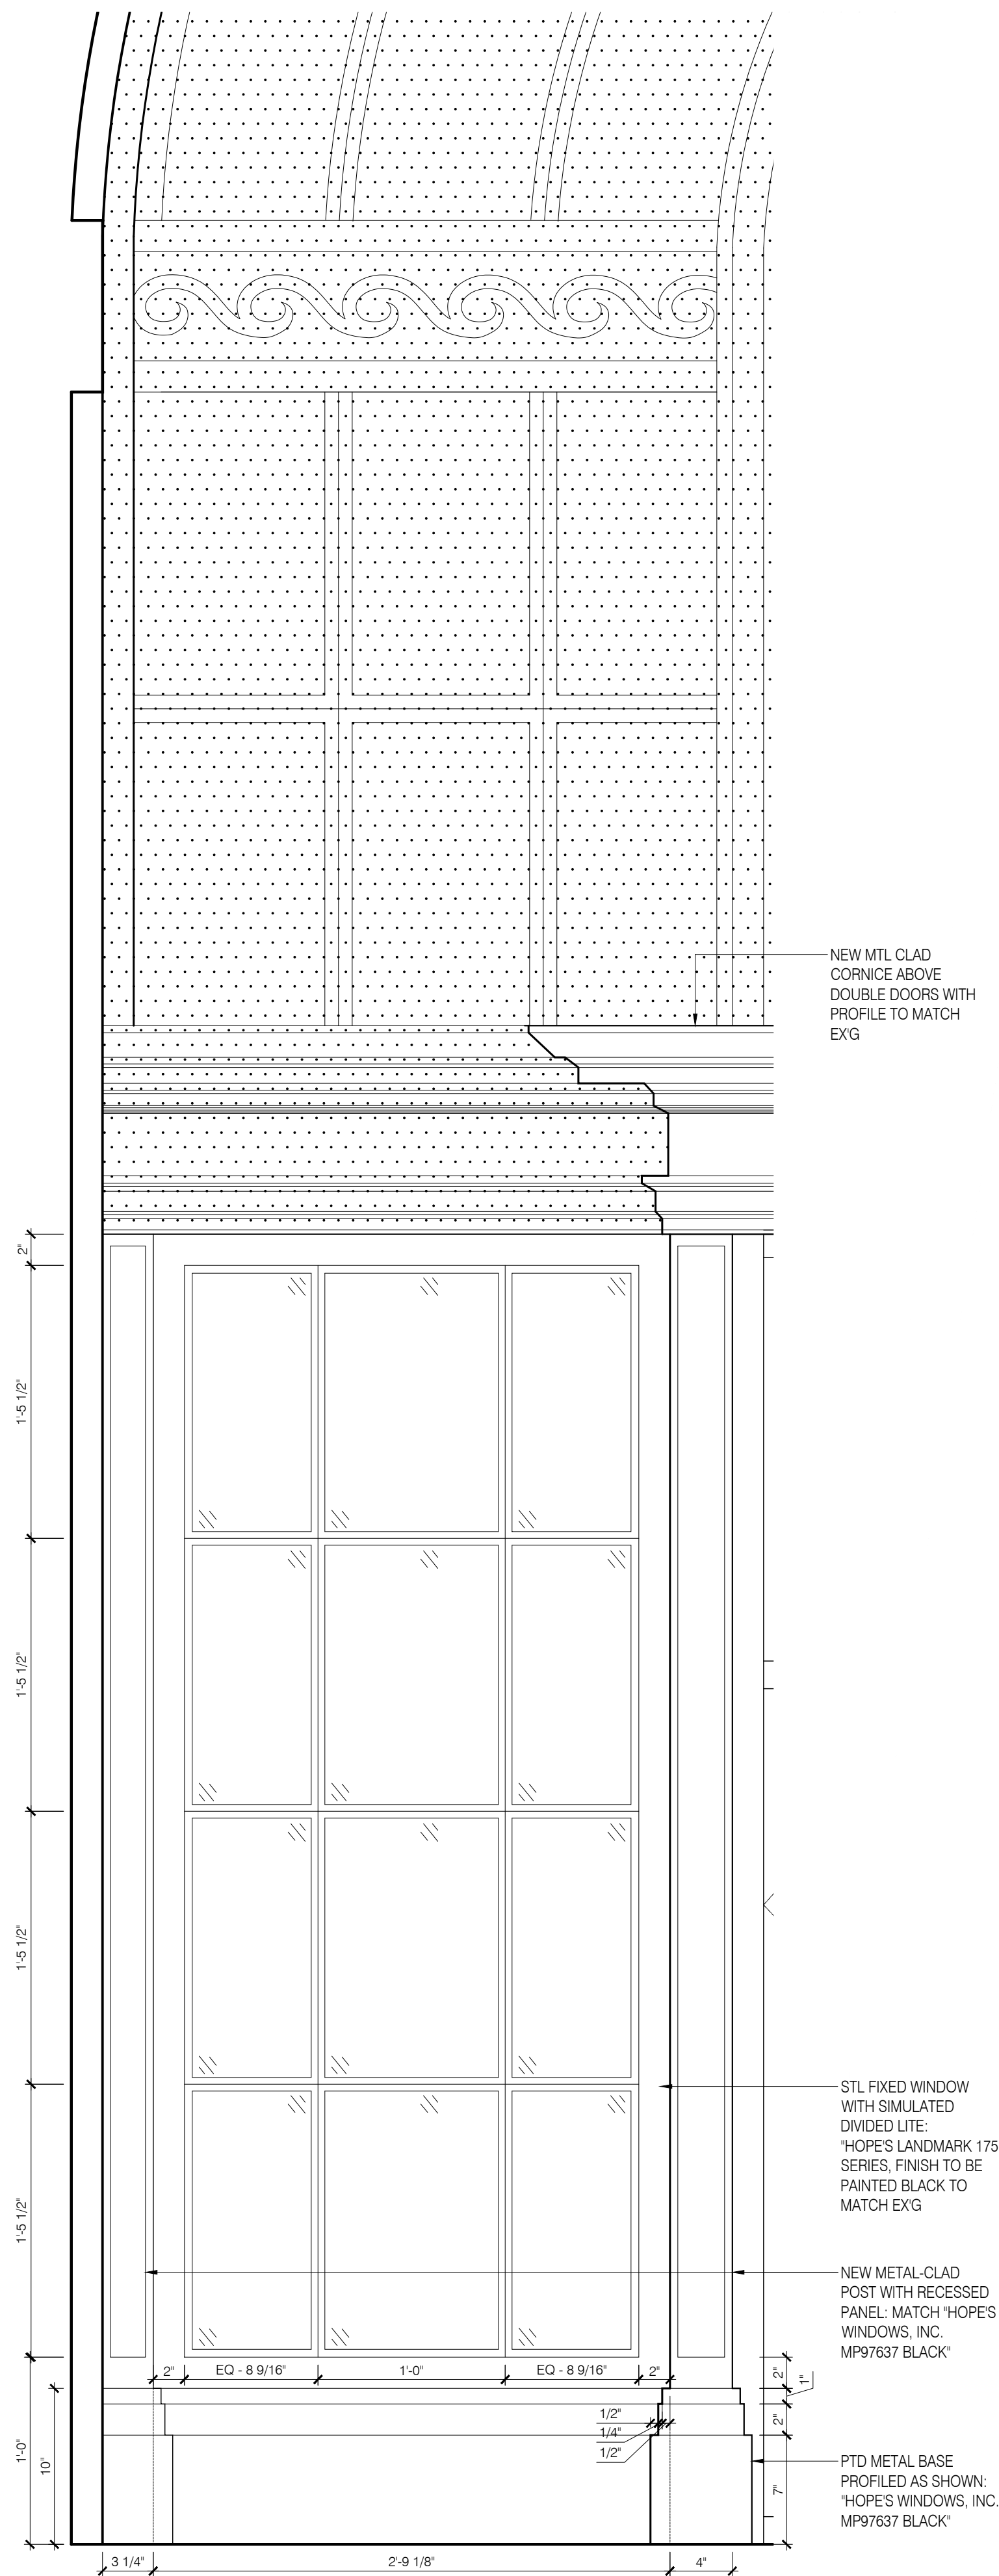 NEW MTL CLAD
CORNICE ABOVE
DOUBLE DOORS WITH
PROFILE TO MATCH
EX'G
2"
1'-5 1/2"
1'-5 1/2"
1'-5 1/2"
1'-5 1/2"
STL FIXED WINDOW
WITH SIMULATED
DIVIDED LITE:
"HOPE'S LANDMARK 175
SERIES, FINISH TO BE
PAINTED BLACK TO
MATCH EX'G
NEW METAL-CLAD
POST WITH RECESSED
PANEL: MATCH "HOPE'S
WINDOWS, INC.
MP97637 BLACK"
2" EQ - 8 9/16" 1'-0" EQ - 8 9/16" 2"
2"
1"
2"
7"
1/2"
1/4"
1/2"
1'-0"
10"
PTD METAL BASE
PROFILED AS SHOWN:
"HOPE'S WINDOWS, INC.
MP97637 BLACK"
3 1/4" 2'-9 1/8" 4"